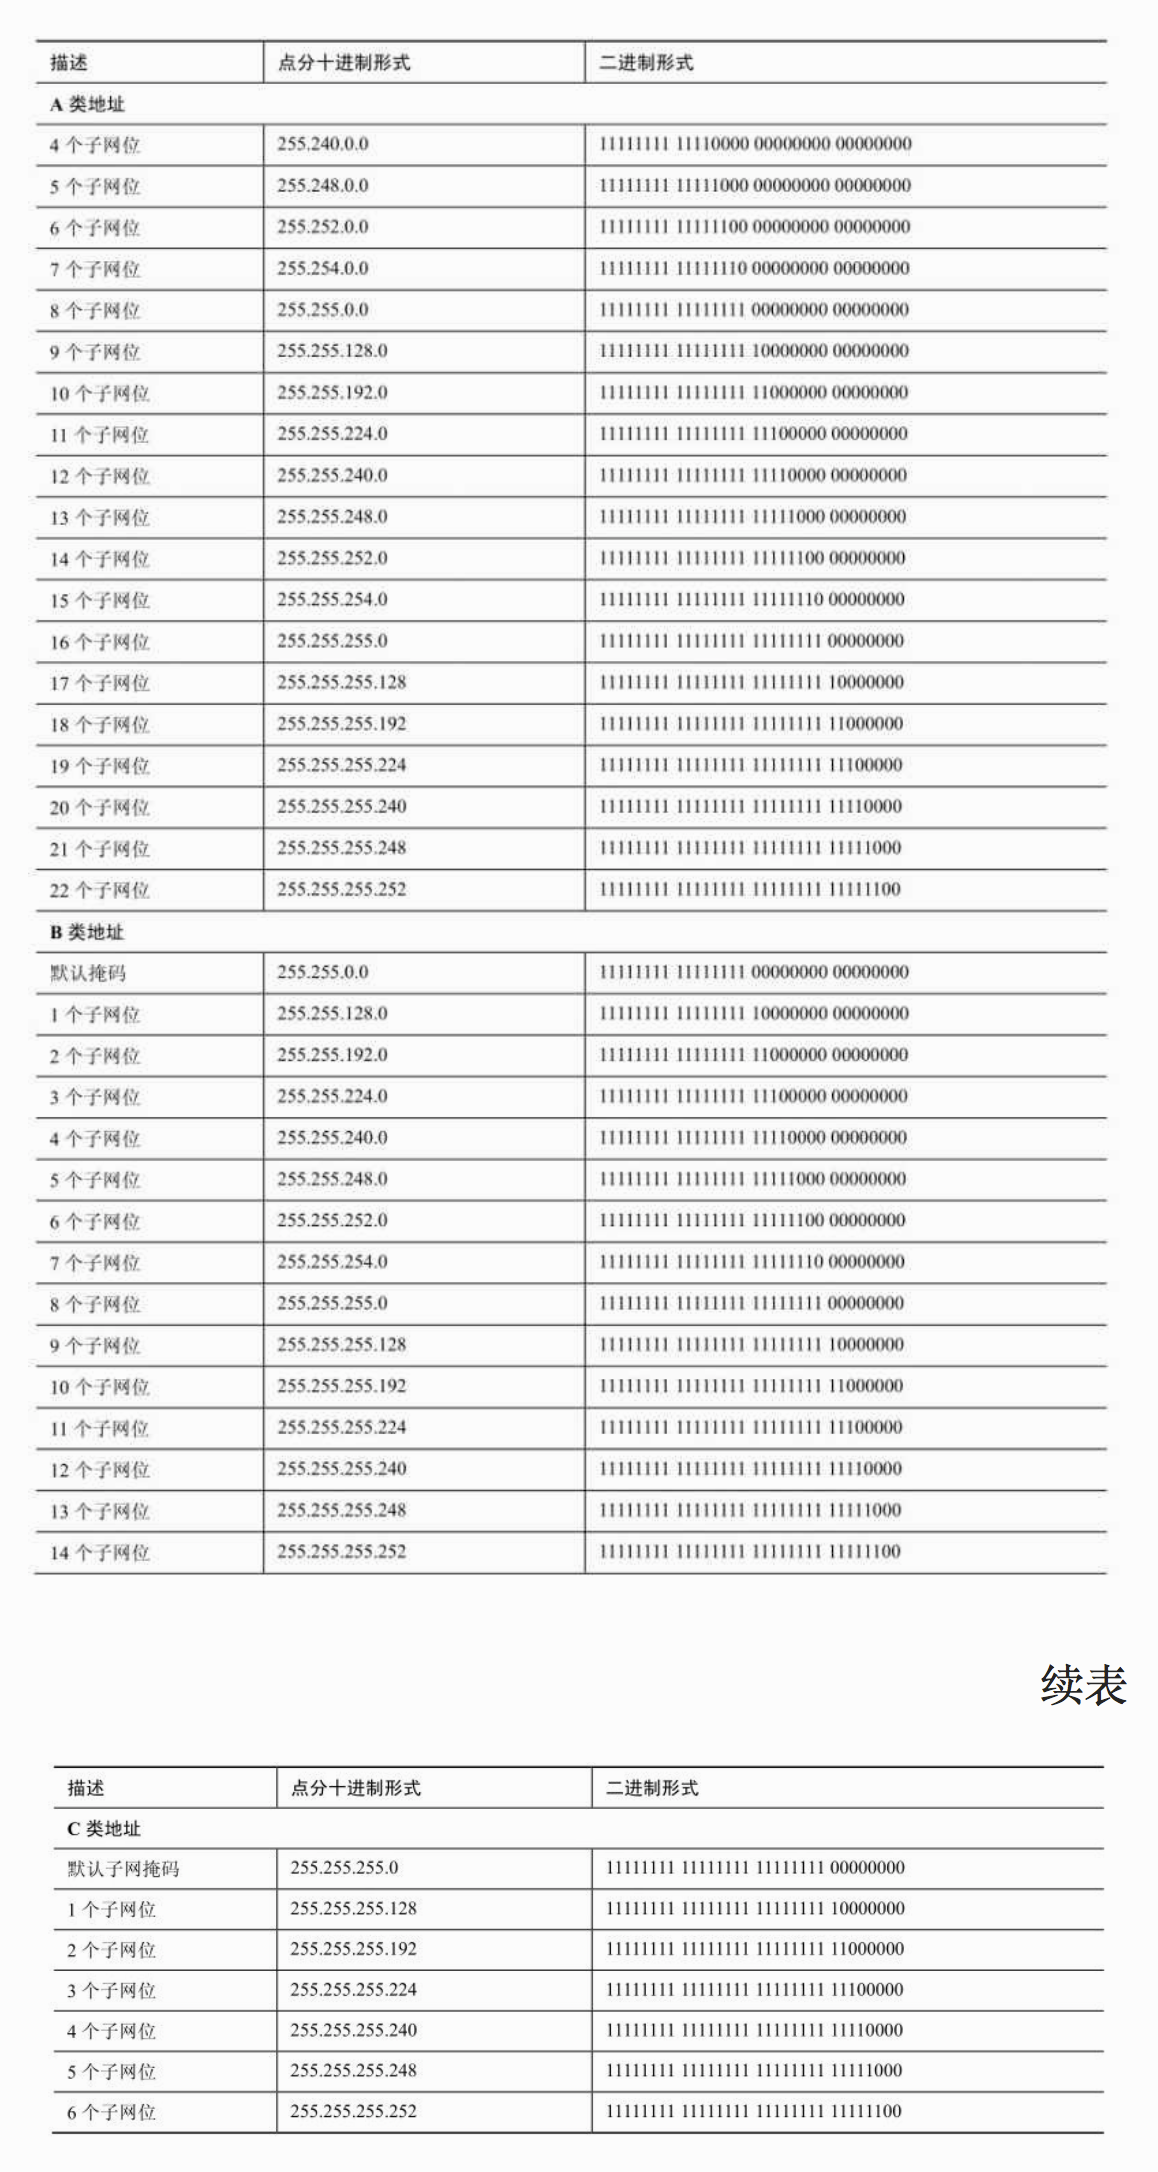 描述 点分十进制形式 二进制形式
A 类地址
4 个子网位 255.240.0.0 11111111 11110000 00000000 00000000
5 个子网位 255.248.0.0 11111111 11111000 00000000 00000000
6 个子网位 255.252.0.0 11111111 11111100 00000000 00000000
7 个子网位 255.254.0.0 11111111 11111110 00000000 00000000
8 个子网位 255.255.0.0 11111111 11111111 00000000 00000000
9 个子网位 255.255.128.0 11111111 11111111 10000000 00000000
10 个子网位 255.255.192.0 11111111 11111111 11000000 00000000
11 个子网位 255.255.224.0 11111111 11111111 11100000 00000000
12 个子网位 255.255.240.0 11111111 11111111 11110000 00000000
13 个子网位 255.255.248.0 11111111 11111111 11111000 00000000
14 个子网位 255.255.252.0 11111111 11111111 11111100 00000000
15 个子网位 255.255.254.0 11111111 11111111 11111110 00000000
16 个子网位 255.255.255.0 11111111 11111111 11111111 00000000
17 个子网位 255.255.255.128 11111111 11111111 11111111 10000000
18 个子网位 255.255.255.192 11111111 11111111 11111111 11000000
19 个子网位 255.255.255.224 11111111 11111111 11111111 11100000
20 个子网位 255.255.255.240 11111111 11111111 11111111 11110000
21 个子网位 255.255.255.248 11111111 11111111 11111111 11111000
22 个子网位 255.255.255.252 11111111 11111111 11111111 11111100
B 类地址
默认掩码 255.255.0.0 11111111 11111111 00000000 00000000
1 个子网位 255.255.128.0 11111111 11111111 10000000 00000000
2 个子网位 255.255.192.0 11111111 11111111 11000000 00000000
3 个子网位 255.255.224.0 11111111 11111111 11100000 00000000
4 个子网位 255.255.240.0 11111111 11111111 11110000 00000000
5 个子网位 255.255.248.0 11111111 11111111 11111000 00000000
6 个子网位 255.255.252.0 11111111 11111111 11111100 00000000
7 个子网位 255.255.254.0 11111111 11111111 11111110 00000000
8 个子网位 255.255.255.0 11111111 11111111 11111111 00000000
9 个子网位 255.255.255.128 11111111 11111111 11111111 10000000
10 个子网位 255.255.255.192 11111111 11111111 11111111 11000000
11 个子网位 255.255.255.224 11111111 11111111 11111111 11100000
12 个子网位 255.255.255.240 11111111 11111111 11111111 11110000
13 个子网位 255.255.255.248 11111111 11111111 11111111 11111000
14 个子网位 255.255.255.252 11111111 11111111 11111111 11111100
续表
描述 点分十进制形式 二进制形式
C 类地址
默认子网掩码 255.255.255.0 11111111 11111111 11111111 00000000
1 个子网位 255.255.255.128 11111111 11111111 11111111 10000000
2 个子网位 255.255.255.192 11111111 11111111 11111111 11000000
3 个子网位 255.255.255.224 11111111 11111111 11111111 11100000
4 个子网位 255.255.255.240 11111111 11111111 11111111 11110000
5 个子网位 255.255.255.248 11111111 11111111 11111111 11111000
6 个子网位 255.255.255.252 11111111 11111111 11111111 11111100